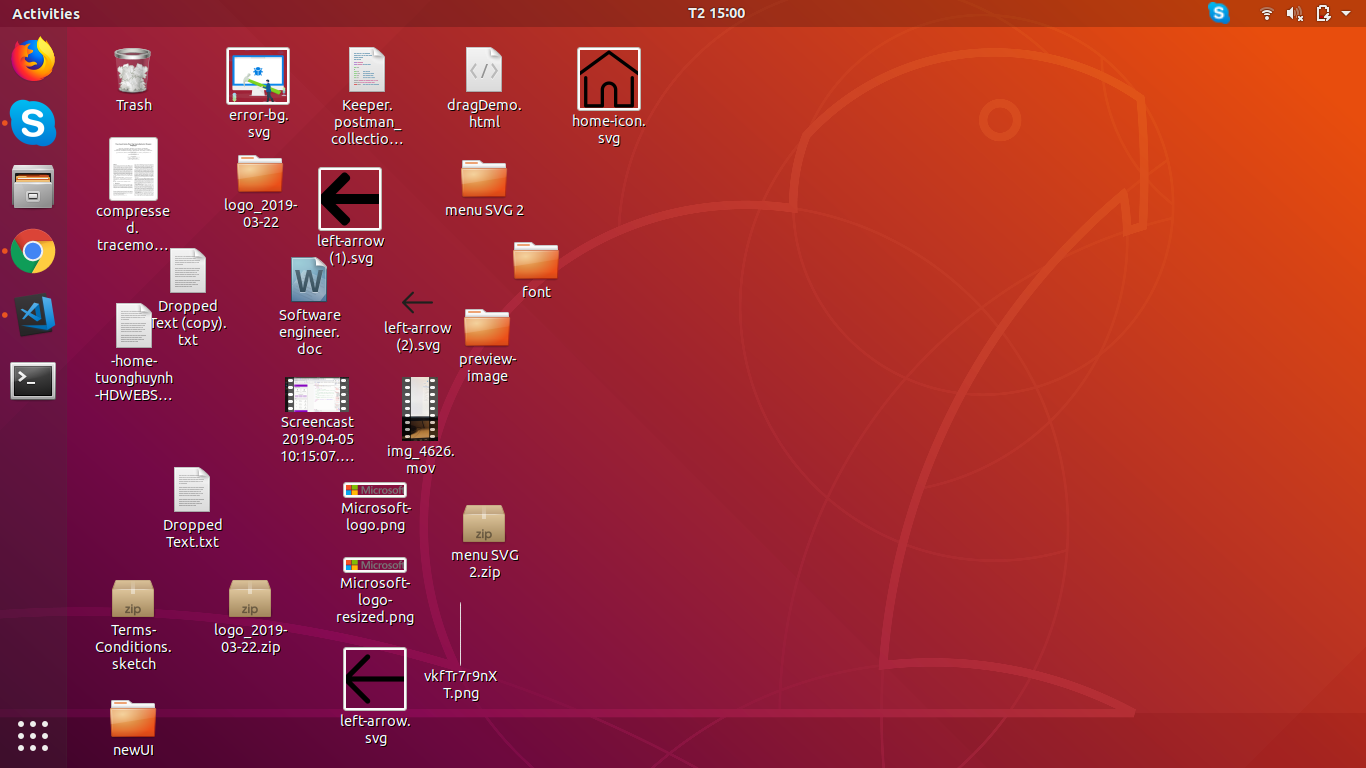 Activities
T2 15:00
Trash
error-bg.
svg
Keeper.
postman_
collectio...
dragDemo.
html
home-icon.
svg
compresse
d.
tracemo...
logo_2019-
03-22
left-arrow
(1).svg
menu SVG 2
font
Dropped
Text (copy).
txt
Software
engineer.
doc
left-arrow
(2).svg
preview-
image
-home-
tuonghuynh
-HDWEBS...
Screencast
2019-04-05
10:15:07....
img_4626.
mov
Dropped
Text.txt
Microsoft
Microsoft-
logo.png
zip
menu SVG
2.zip
Microsoft
Microsoft-
logo-
resized.png
zip
Terms-
Conditions.
sketch
zip
logo_2019-
03-22.zip
vkfTr7r9nX
T.png
left-arrow.
svg
newUI